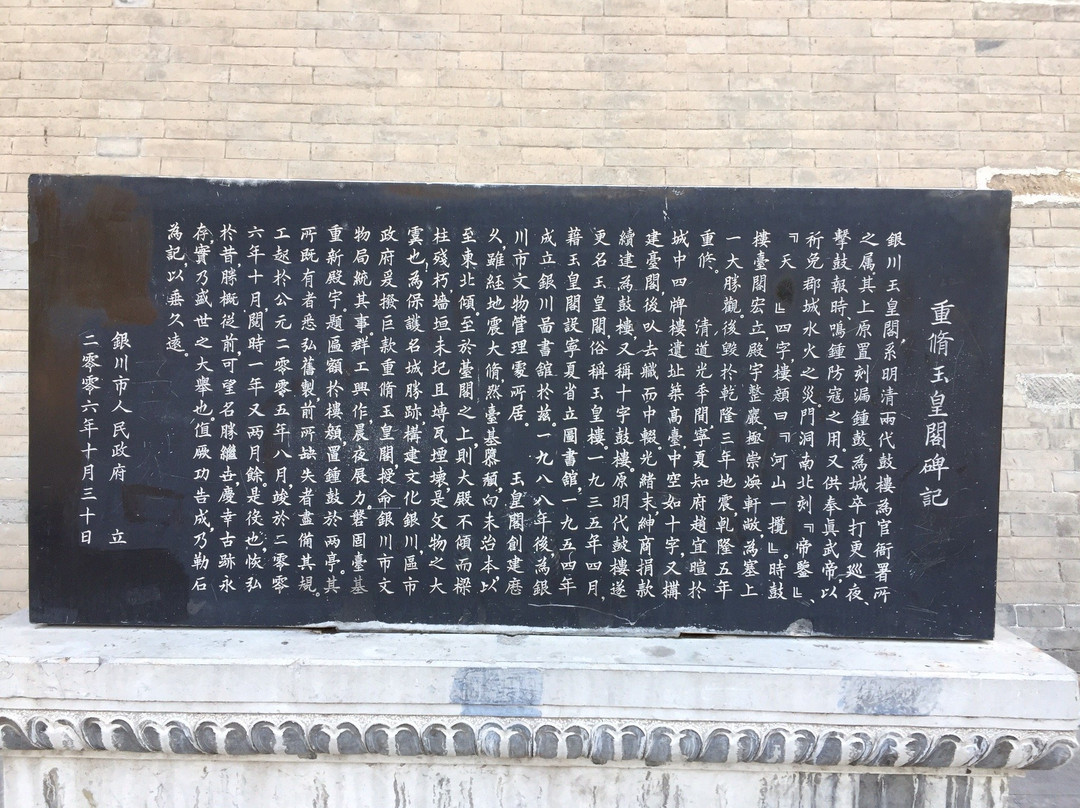 重脩玉皇閣碑記
銀川玉皇閣,系明清兩代鼓樓,為官衙署所
之屬其上原置刻漏鍾鼓,為城卒打更巡夜、
擊鼓報時、鳴鍾防寇之用。又供奉真武帝,以
祈免郡城水火之災門洞南北刻『帝鑒』、
『天 』四字,樓顏曰『河山一攬』。時鼓
樓臺閣宏立,殿宇整嚴,極崇煥軒敞,為塞上
一大勝觀後毀於乾隆三年地震,乾隆五年
重脩。 清道光年間寧夏知府趙宜暄於
城中四牌樓遺址築高臺,中空如十字,又構
建臺閣後以去職而中輟。光緒末紳商捐款
續建為鼓樓,又稱十字鼓樓。原明代鼓樓遂
更名玉皇閣,俗稱玉皇樓。一九三五年四月,
藉玉皇閣設寧夏省立圖書館,一九五四年
成立銀川啚書館於茲。一九八八年後為銀
川市文物管理處所居。 玉皇閣創建歷
久,雖經地震大脩然臺基 頹向未治本,以
至東北傾。至於臺閣之上則大殿不傾而樑
柱殘朽,墻垣未圮且塼瓦堙壞是文物之大
 也,為保護名城勝跡,構建文化銀川區市
政府爰撥巨款重脩玉皇閣,授命銀川市文
物局統其事。群工興作,晨夜展力。磐固臺基
重新殿宇。題區額於樓顏,置鍾鼓於兩亭。其
所既有者悉弘舊製前所缺失者盡備其規。
工起於公元二零零五年八月,竣於二零零
六年十月,閱時一年又兩月餘。是役也,恢弘
於昔勝概從前,可望名勝繼世慶幸古跡永
存,實乃盛世之大舉也。值厥功告成,乃勒石
為記,以垂久遠。
銀川市人民政府 立
二零零六年十月三十日